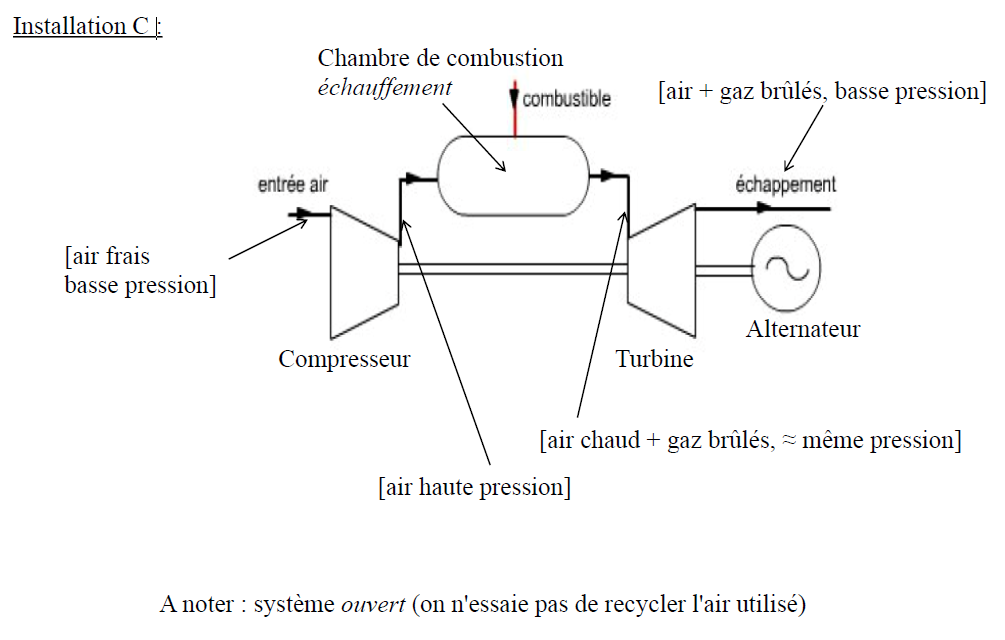 Installation C :
Chambre de combustion
échauffement
combustible
[air + gaz brûlés, basse pression]
entrée air
échappement
[air frais
basse pression]
Alternateur
Compresseur
Turbine
[air chaud + gaz brûlés, ≈ même pression]
[air haute pression]
A noter : système ouvert (on n'essaie pas de recycler l'air utilisé)